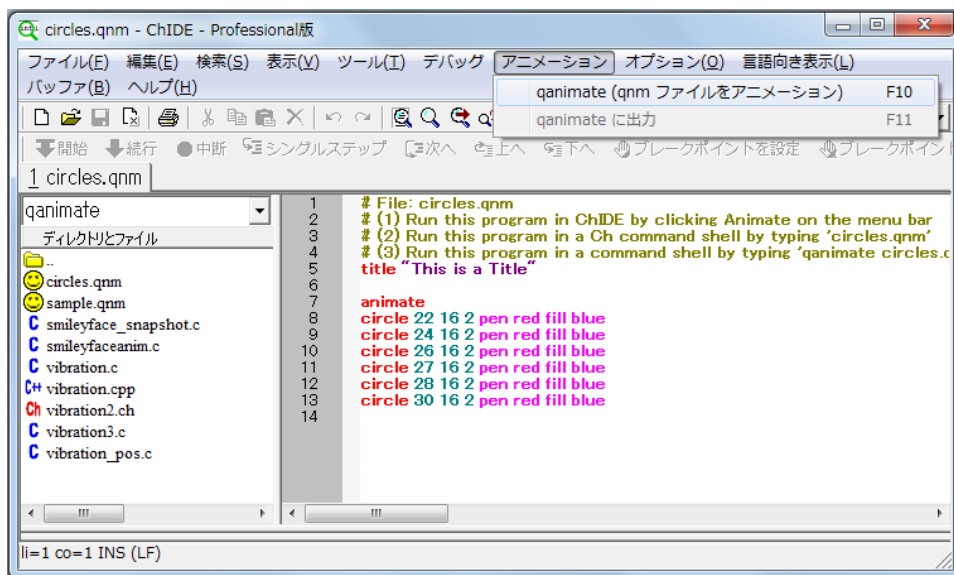 circles.qnm - ChIDE - Professional版
ファイル(F) 編集(E) 検索(S) 表示(V) ツール(T) デバッグ アニメーション オプション(O) 言語向き表示(L)
バッファ(B) ヘルプ(H)
qanimate (qnm ファイルをアニメーション) F10
qanimate に出力 F11
開始 続行 中断 シングルステップ 次へ 上へ 下へ ブレークポイントを設定 ブレークポイント
1 circles.qnm
qanimate
ディレクトリとファイル
..
circles.qnm
sample.qnm
C smileyface_snapshot.c
C smileyfaceanim.c
C vibration.c
C++ vibration.cpp
Ch vibration2.ch
C vibration3.c
C vibration_pos.c
1 # File: circles.qnm
2 # (1) Run this program in ChIDE by clicking Animate on the menu bar
3 # (2) Run this program in a Ch command shell by typing 'circles.qnm'
4 # (3) Run this program in a command shell by typing 'qanimate circles.c
5 title "This is a Title"
6
7 animate
8 circle 22 16 2 pen red fill blue
9 circle 24 16 2 pen red fill blue
10 circle 26 16 2 pen red fill blue
11 circle 27 16 2 pen red fill blue
12 circle 28 16 2 pen red fill blue
13 circle 30 16 2 pen red fill blue
14
li=1 co=1 INS (LF)